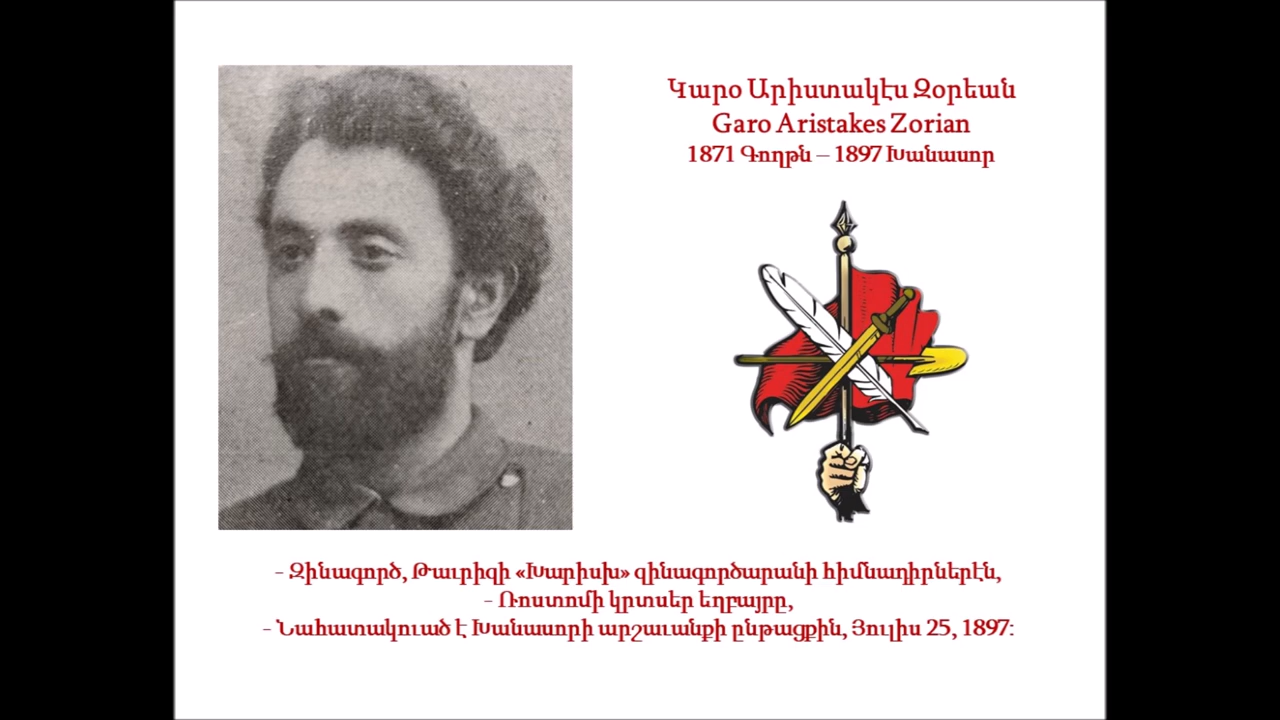 Կարօ Արիստակէս Զօրեան
Garo Aristakes Zorian
1871 Գողթն – 1897 Խանասոր
- Զինագործ, Թաւրիզի «Խարիսխ» զինագործարանի հիմնադիրներէն,
- Ռոստոմի կրտսեր եղբայրը,
- Նահատակուած է Խանասորի արշաւանքի ընթացքին, Յուլիս 25, 1897: